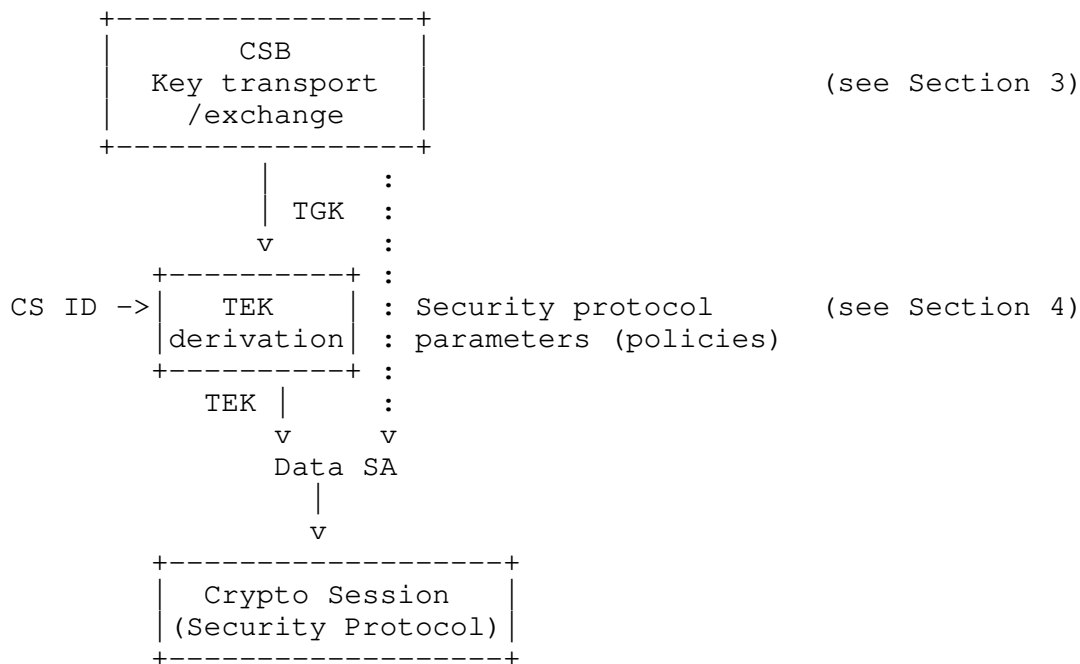 CSB
Key transport (see Section 3)
/exchange
TGK
CS ID -> TEK : Security protocol (see Section 4)
derivation : parameters (policies)
TEK
v v
Data SA
v
Crypto Session
(Security Protocol)